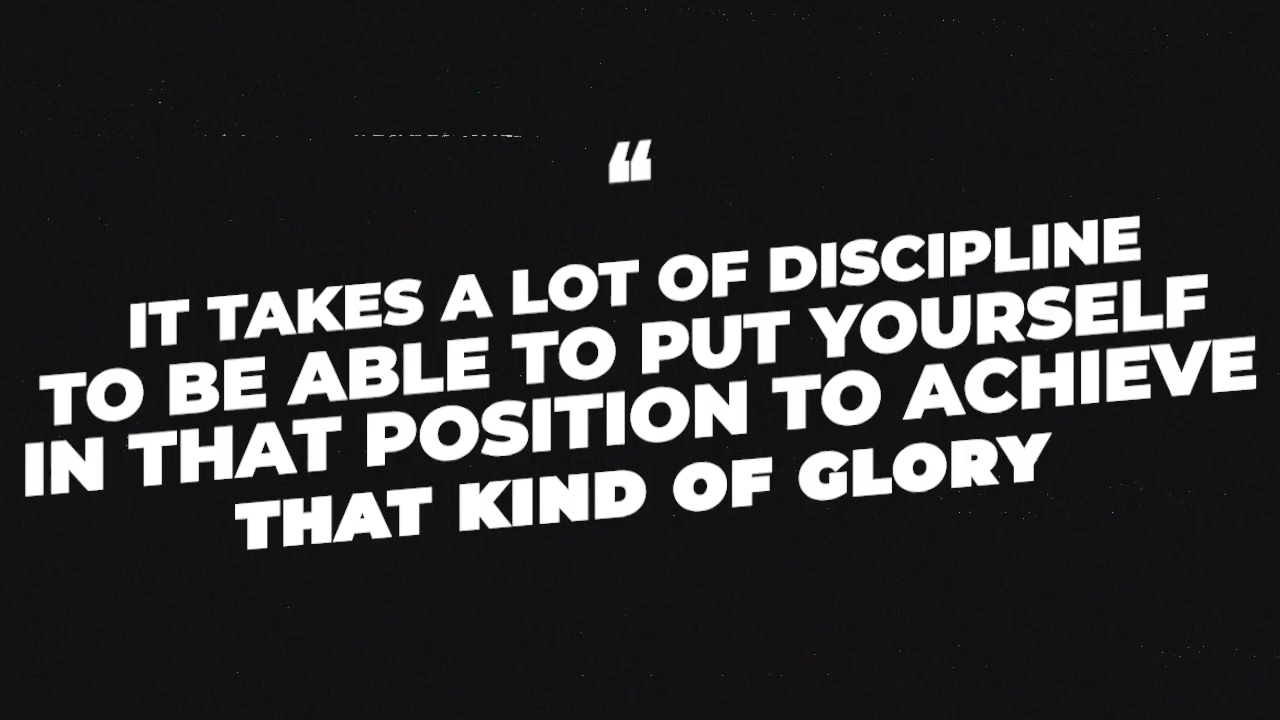 ❝
IT TAKES A LOT OF DISCIPLINE
TO BE ABLE TO PUT YOURSELF
IN THAT POSITION TO ACHIEVE
THAT KIND OF GLORY